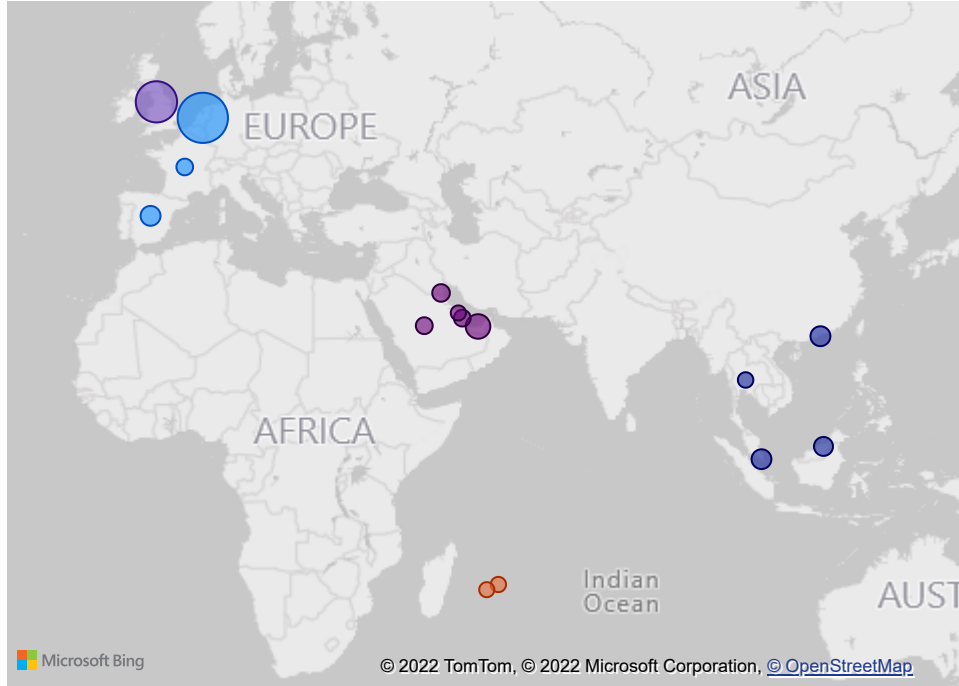 ASIA
EUROPE
AFRICA
Indian
Ocean
AUST
Microsoft Bing
© 2022 TomTom, © 2022 Microsoft Corporation, © OpenStreetMap